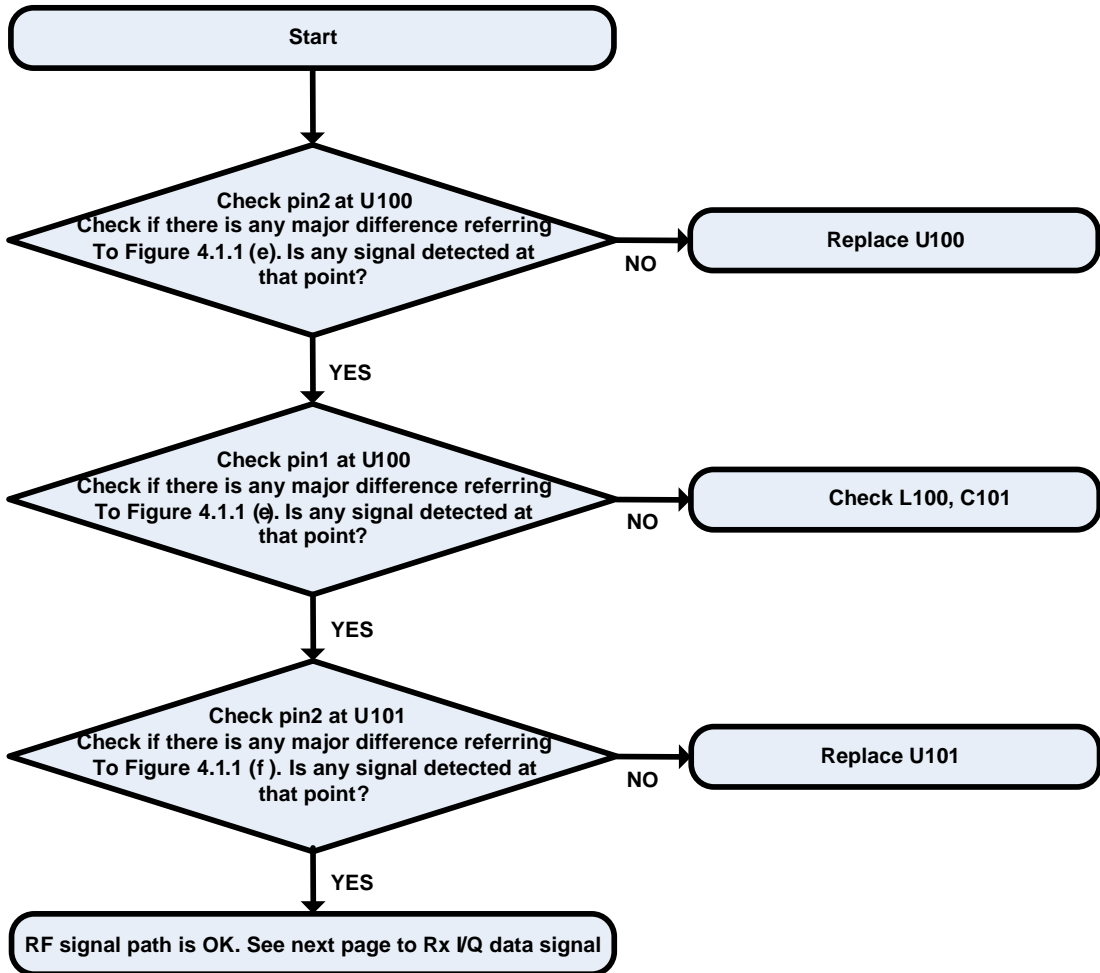 Start
Check pin2 at U100
Check if there is any major difference referring
To Figure 4.1.1 (e). Is any signal detected at
that point?
NO
Replace U100
YES
Check pin1 at U100
Check if there is any major difference referring
To Figure 4.1.1 (e). Is any signal detected at
that point?
NO
Check L100, C101
YES
Check pin2 at U101
Check if there is any major difference referring
To Figure 4.1.1 (f ). Is any signal detected at
that point?
NO
Replace U101
YES
RF signal path is OK. See next page to Rx I/Q data signal